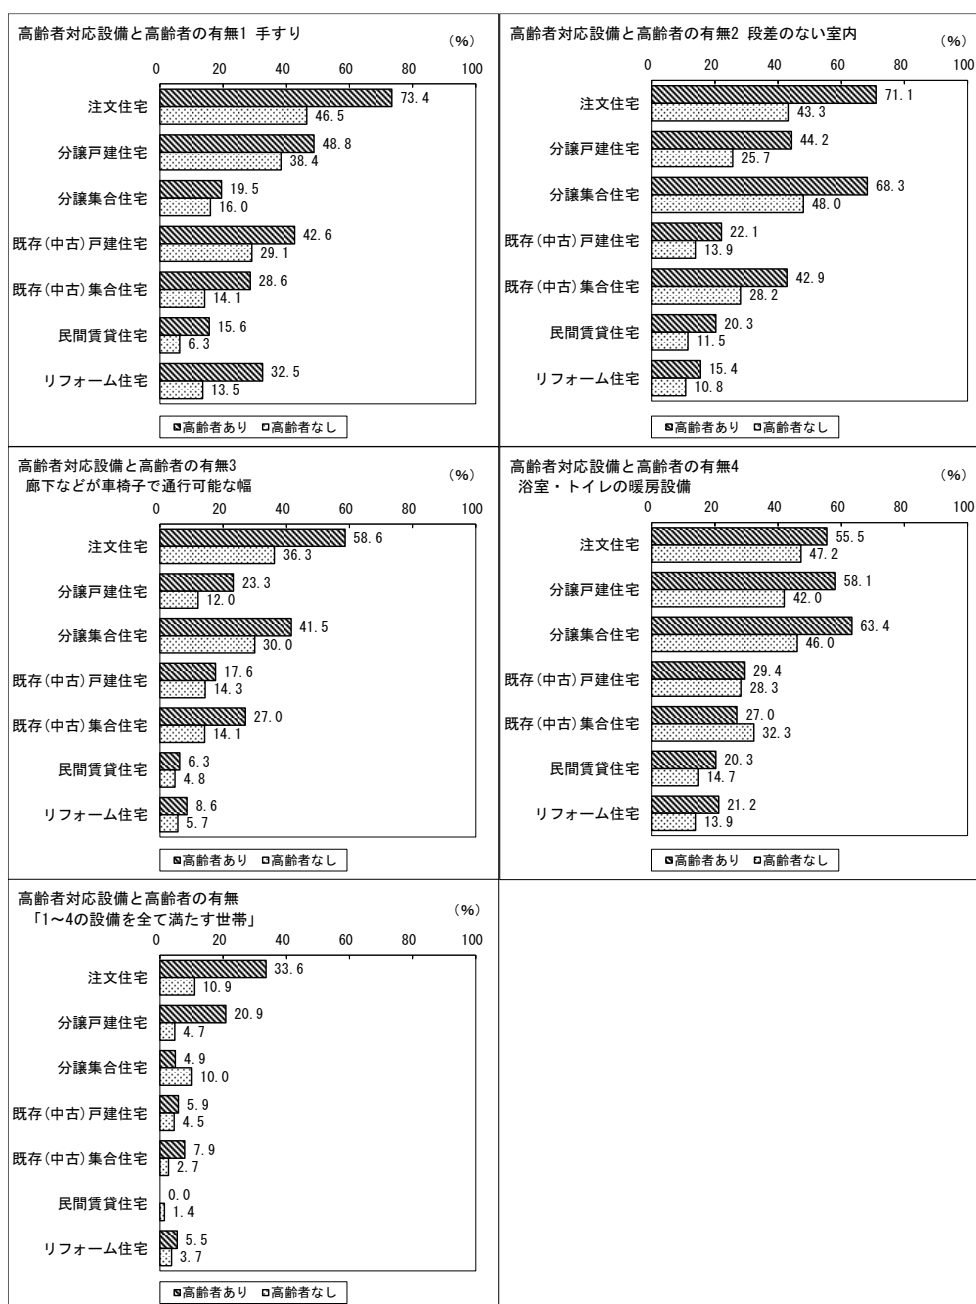 高齢者対応設備と高齢者の有無1 手すり
(%)
0 20 40 60 80 100
注文住宅 73.4
46.5
分譲戸建住宅 48.8
38.4
分譲集合住宅 19.5
16.0
既存(中古)戸建住宅 42.6
29.1
既存(中古)集合住宅 28.6
14.1
民間賃貸住宅 15.6
6.3
リフォーム住宅 32.5
13.5
高齢者あり 高齢者なし
高齢者対応設備と高齢者の有無2 段差のない室内
(%)
0 20 40 60 80 100
注文住宅 71.1
43.3
分譲戸建住宅 44.2
25.7
分譲集合住宅 68.3
48.0
既存(中古)戸建住宅 22.1
13.9
既存(中古)集合住宅 42.9
28.2
民間賃貸住宅 20.3
11.5
リフォーム住宅 15.4
10.8
高齢者あり 高齢者なし
高齢者対応設備と高齢者の有無3
廊下などが車椅子で通行可能な幅
(%)
0 20 40 60 80 100
注文住宅 58.6
36.3
分譲戸建住宅 23.3
12.0
分譲集合住宅 41.5
30.0
既存(中古)戸建住宅 17.6
14.3
既存(中古)集合住宅 27.0
14.1
民間賃貸住宅 6.3
4.8
リフォーム住宅 8.6
5.7
高齢者あり 高齢者なし
高齢者対応設備と高齢者の有無4
浴室・トイレの暖房設備
(%)
0 20 40 60 80 100
注文住宅 55.5
47.2
分譲戸建住宅 58.1
42.0
分譲集合住宅 63.4
46.0
既存(中古)戸建住宅 29.4
28.3
既存(中古)集合住宅 27.0
32.3
民間賃貸住宅 20.3
14.7
リフォーム住宅 21.2
13.9
高齢者あり 高齢者なし
高齢者対応設備と高齢者の有無
「1～4の設備を全て満たす世帯」
(%)
0 20 40 60 80 100
注文住宅 33.6
10.9
分譲戸建住宅 20.9
4.7
分譲集合住宅 4.9
10.0
既存(中古)戸建住宅 5.9
4.5
既存(中古)集合住宅 7.9
2.7
民間賃貸住宅 0.0
1.4
リフォーム住宅 5.5
3.7
高齢者あり 高齢者なし